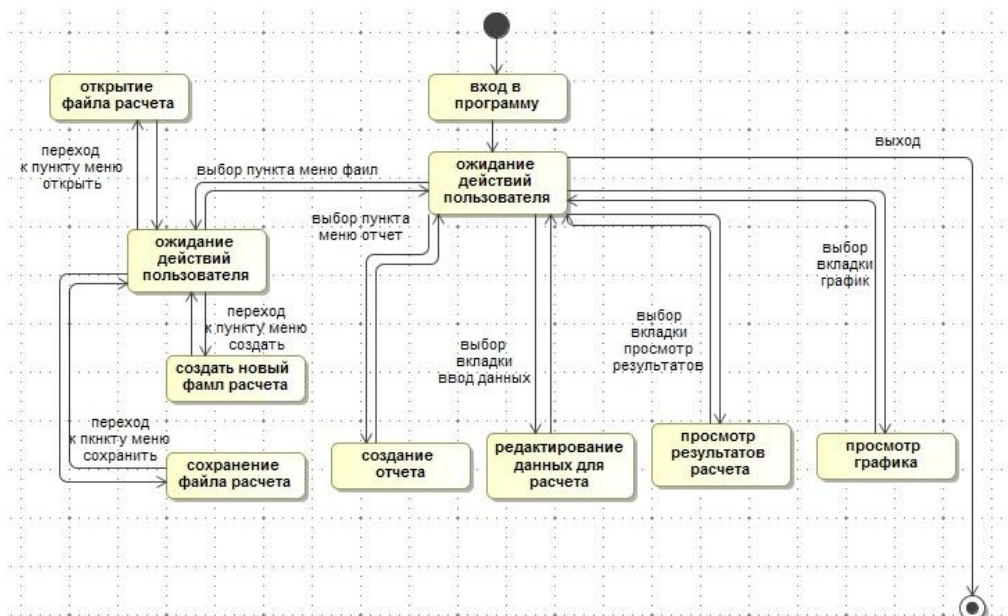 открытие
файла расчета
вход в
программу
переход
к пункту меню
открыть
выбор пункта меню фаил
ожидание
действий
пользователя
выход
выбор пункта
меню отчет
ожидание
действий
пользователя
выбор
вкладки
график
переход
к пункту меню
создать
выбор
вкладки
просмотр
результатов
выбор
вкладки
ввод данных
создать новый
фамл расчета
переход
к пкнкту меню
сохранить
сохранение
файла расчета
создание
отчета
редактирование
данных для
расчета
просмотр
результатов
расчета
просмотр
графика